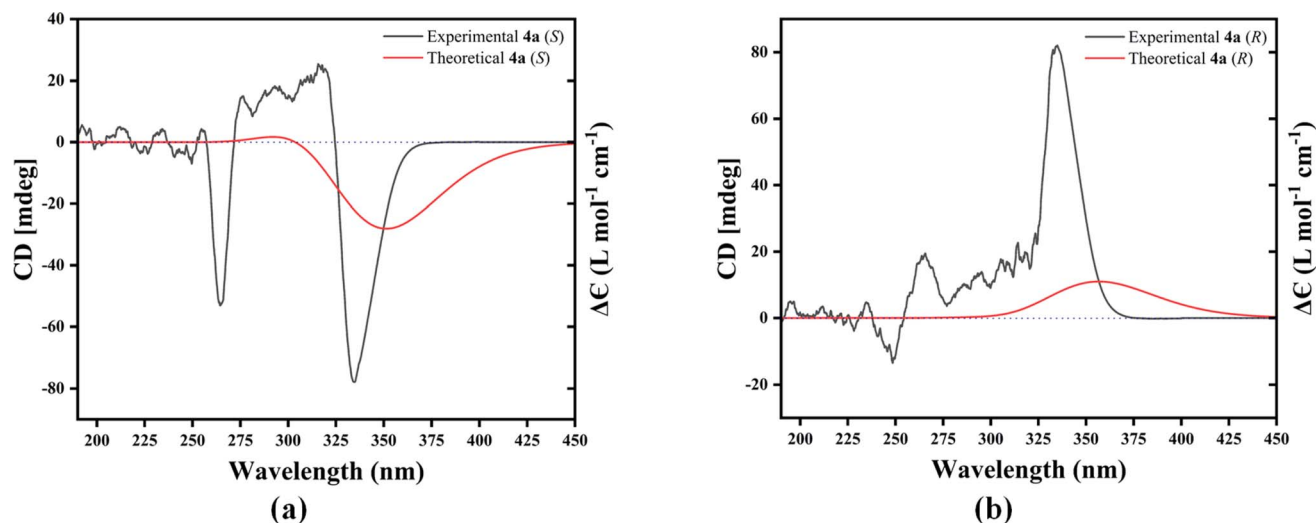 Experimental 4a (S)
Theoretical 4a (S)
CD [mdeg]
40
20
0
-20
-40
-60
-80
200 225 250 275 300 325 350 375 400 425 450
Wavelength (nm)
ΔЄ (L mol-1 cm-1)
(a)
Experimental 4a (R)
Theoretical 4a (R)
CD [mdeg]
80
60
40
20
0
-20
200 225 250 275 300 325 350 375 400 425 450
Wavelength (nm)
ΔЄ (L mol-1 cm-1)
(b)